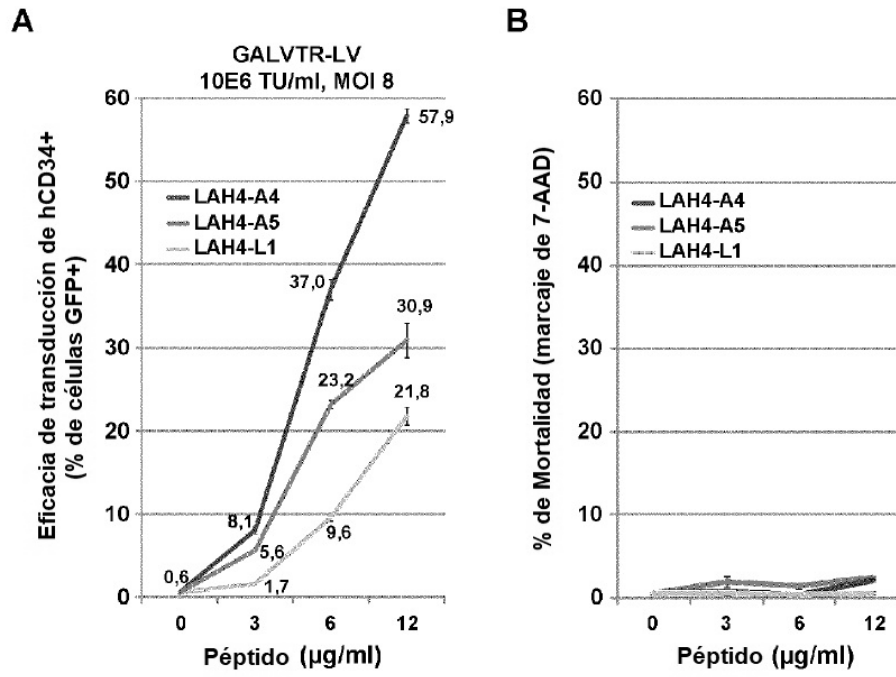 A
GALVTR-LV
10E6 TU/ml, MOI 8
Eficacia de transducción de hCD34+
(% de células GFP+)
60
50
40
30
20
10
0
LAH4-A4
LAH4-A5
LAH4-L1
57,9
37,0
30,9
23,2
21,8
8,1
9,6
5,6
0,6
1,7
0 3 6 12
Péptido (µg/ml)
B
% de Mortalidad (marcaje de 7-AAD)
60
50
40
30
20
10
0
LAH4-A4
LAH4-A5
LAH4-L1
0 3 6 12
Péptido (µg/ml)